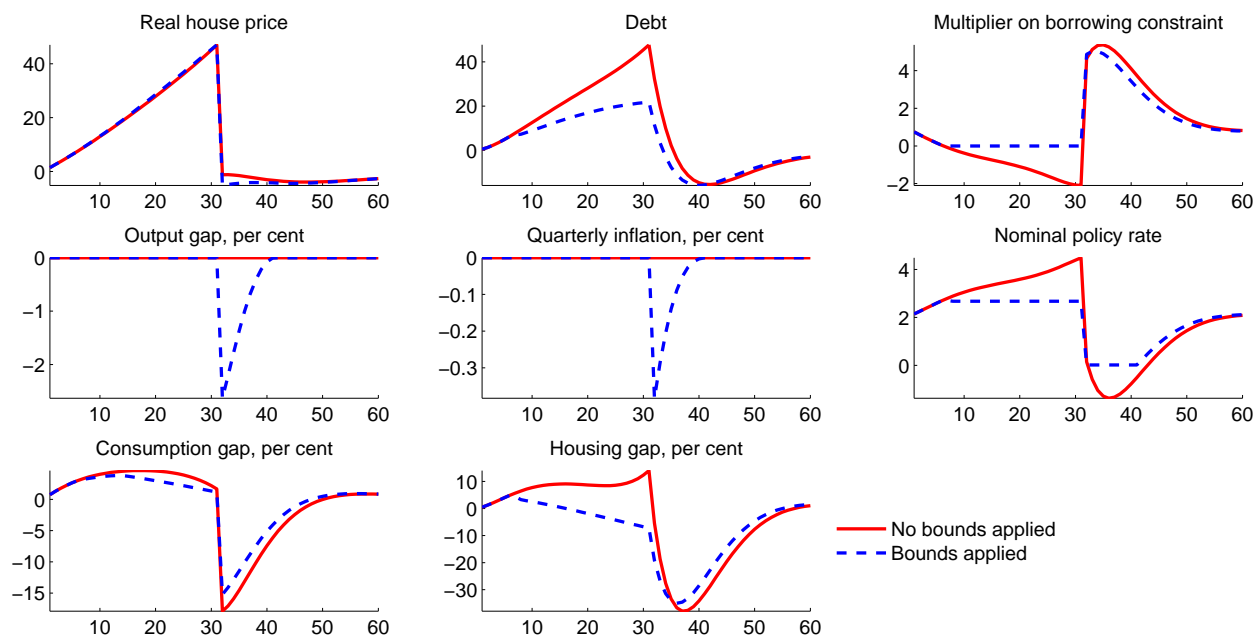 Real house price
40
20
0
10 20 30 40 50 60
Debt
40
20
0
10 20 30 40 50 60
Multiplier on borrowing constraint
4
2
0
−2
10 20 30 40 50 60
Output gap, per cent
0
−1
−2
10 20 30 40 50 60
Quarterly inflation, per cent
0
−0.1
−0.2
−0.3
10 20 30 40 50 60
Nominal policy rate
4
2
0
10 20 30 40 50 60
Consumption gap, per cent
0
−5
−10
−15
10 20 30 40 50 60
Housing gap, per cent
10
0
−10
−20
−30
10 20 30 40 50 60
No bounds applied
Bounds applied